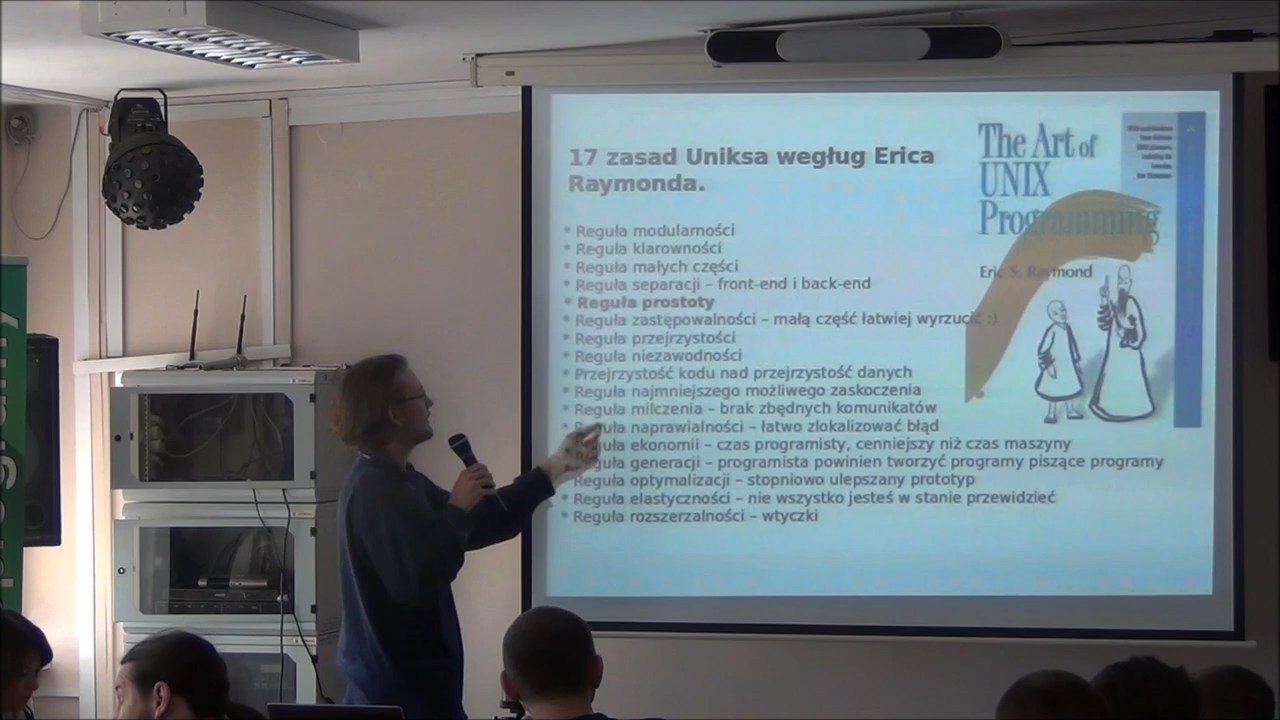 17 zasad Uniksa wegług Erica
Raymonda.
* Reguła modularności
* Reguła klarowności
* Reguła małych części
* Reguła separacji – front-end i back-end
* Reguła prostoty
* Reguła zastępowalności – małą część łatwiej wyrzucić :)
* Reguła przejrzystości
* Reguła niezawodności
* Przejrzystość kodu nad przejrzystość danych
* Reguła najmniejszego możliwego zaskoczenia
* Reguła milczenia – brak zbędnych komunikatów
* Reguła naprawialności – łatwo zlokalizować błąd
Reguła ekonomii – czas programisty, cenniejszy niż czas maszyny
generacji – programista powinien tworzyć programy piszące programy
* Reguła optymalizacji – stopniowo ulepszany prototyp
* Reguła elastyczności – nie wszystko jesteś w stanie przewidzieć
* Reguła rozszerzalności – wtyczki
The Art of
UNIX
Programming
Eric S. Raymond